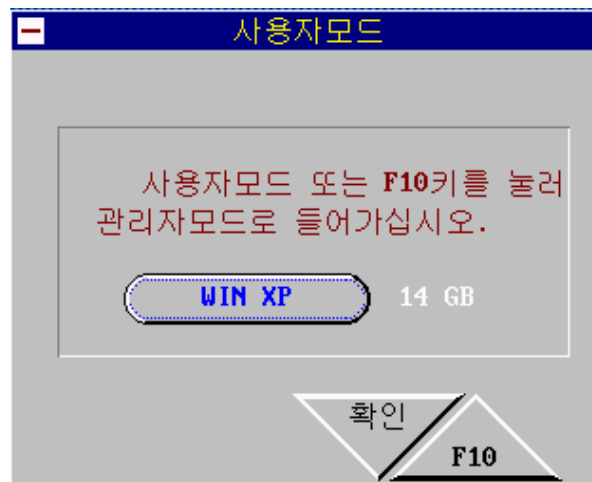 사용자모드
사용자모드 또는 F10키를 눌러
관리자모드로 들어가십시오.
WIN XP 14 GB
확인
F10